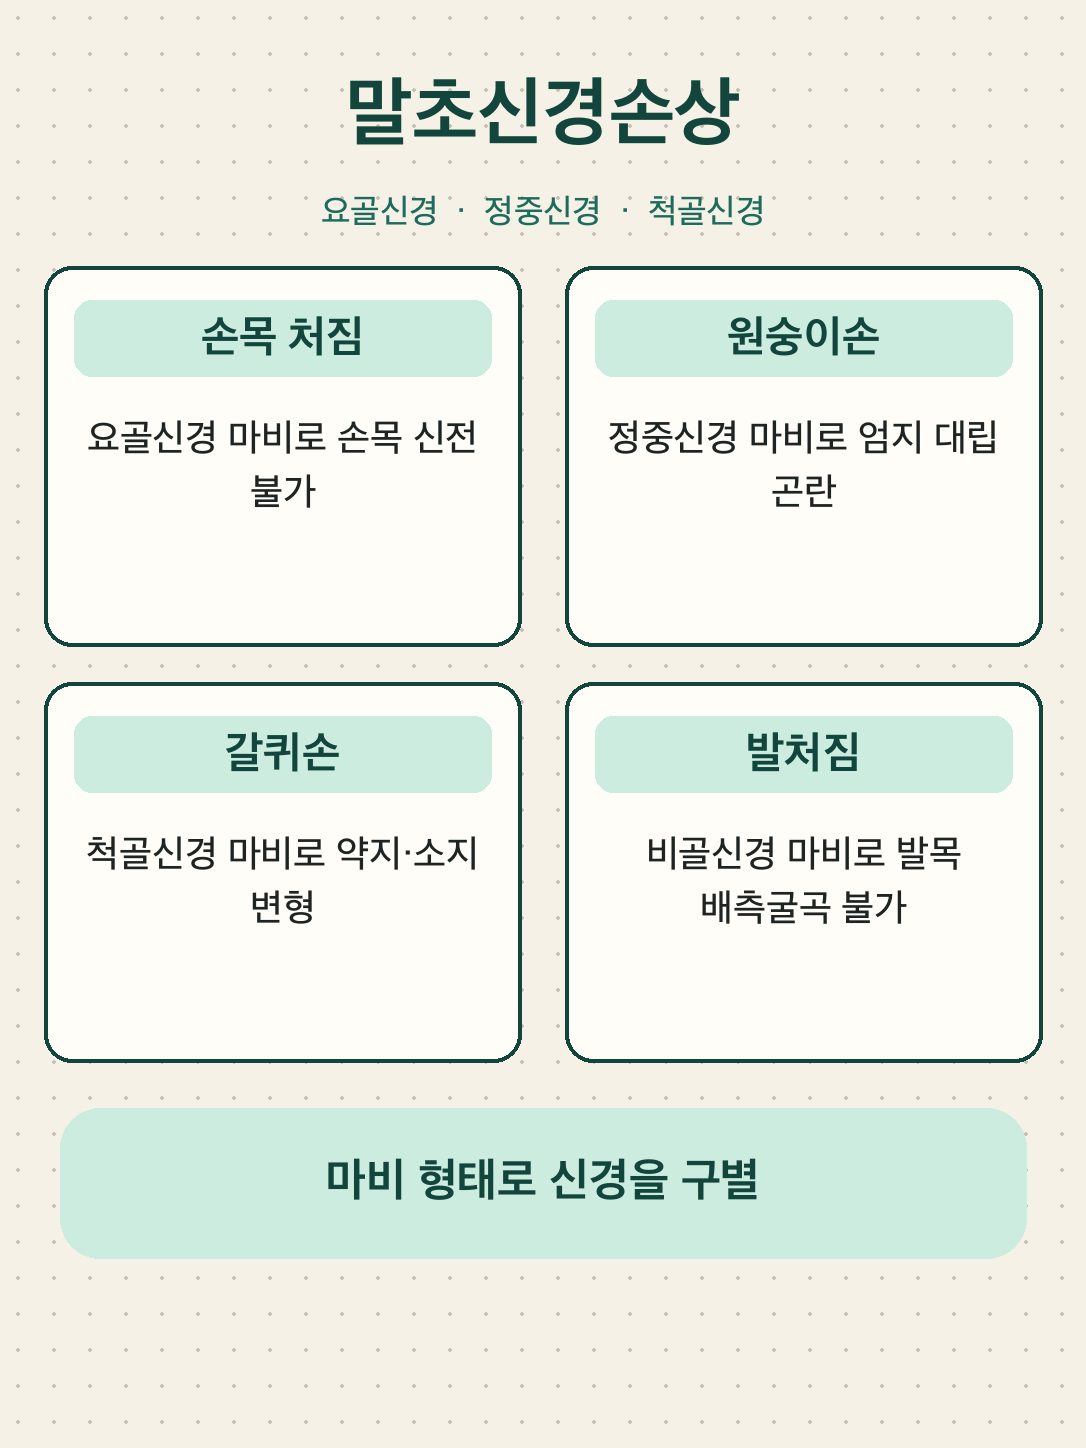 말초신경손상
요골신경 · 정중신경 · 척골신경
손목 처짐
요골신경 마비로 손목 신전
불가
원숭이손
정중신경 마비로 엄지 대립
곤란
갈퀴손
척골신경 마비로 약지·소지
변형
발처짐
비골신경 마비로 발목
배측굴곡 불가
마비 형태로 신경을 구별